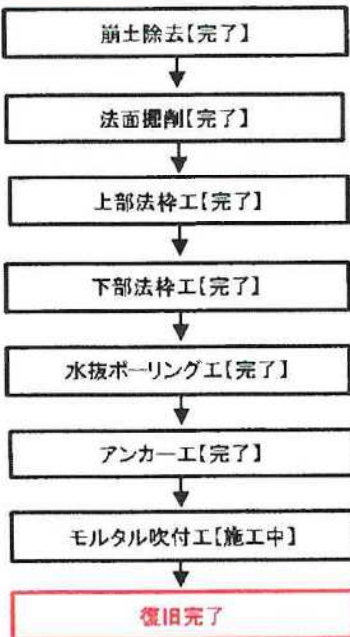 崩土除去【完了】
法面掘削【完了】
上部法枠工【完了】
下部法枠工【完了】
水抜ボーリング工【完了】
アンカー工【完了】
モルタル吹付工【施工中】
復旧完了